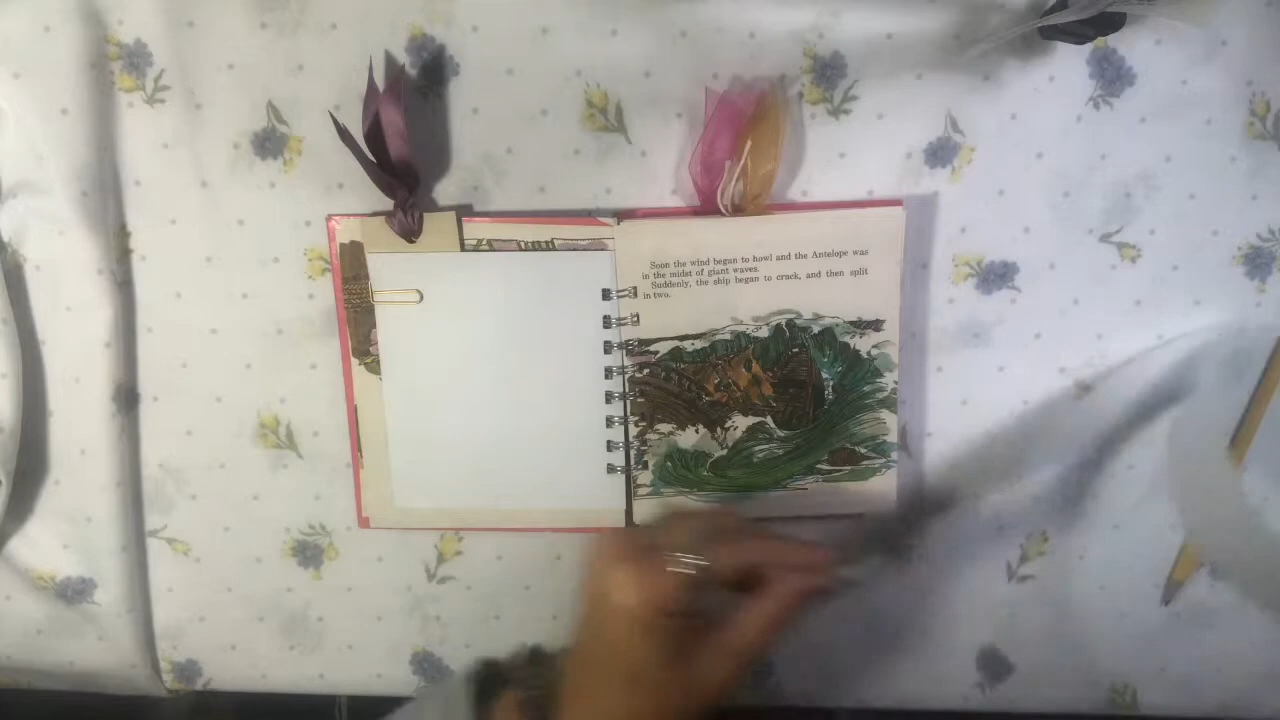 Soon the wind began to howl and the Antelope was
in the midst of giant waves.
Suddenly, the ship began to crack, and then split
in two.